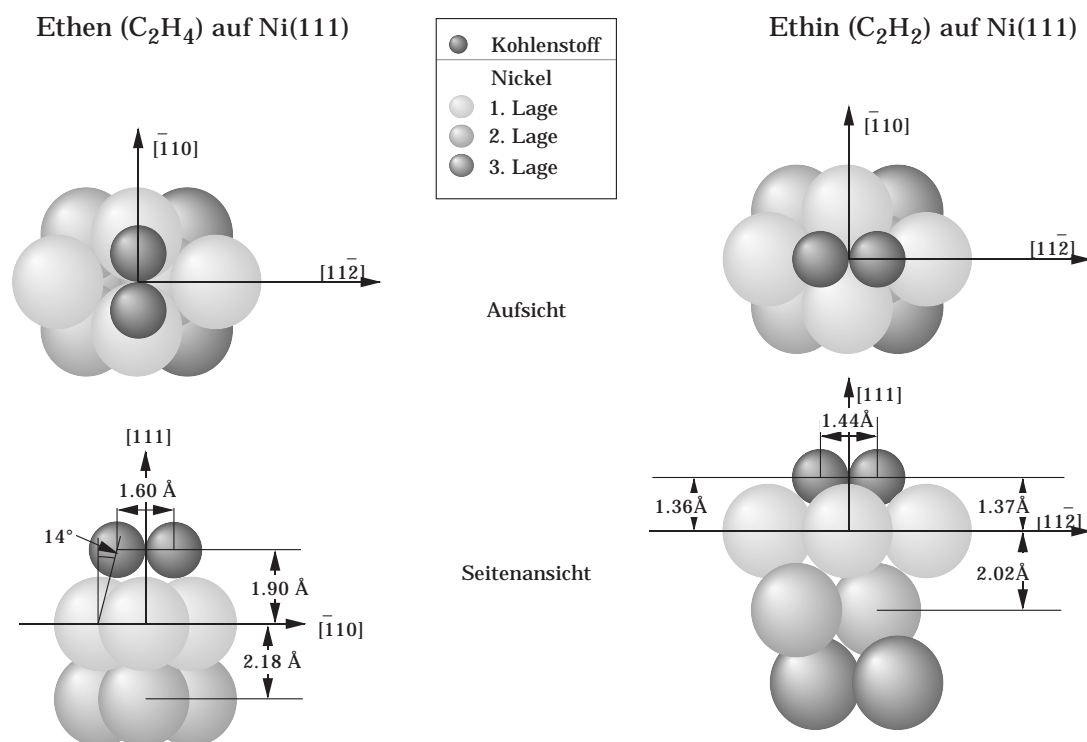 Ethen (C₂H₄) auf Ni(111)
Kohlenstoff
Nickel
1. Lage
2. Lage
3. Lage
Ethin (C₂H₂) auf Ni(111)
[1̅10]
[112̅]
Aufsicht
[1̅10]
[112̅]
[111]
1.60 Å
14°
1.90 Å
[1̅10]
2.18 Å
Seitenansicht
[111]
1.44Å
1.36Å
1.37Å
[112̅]
2.02Å